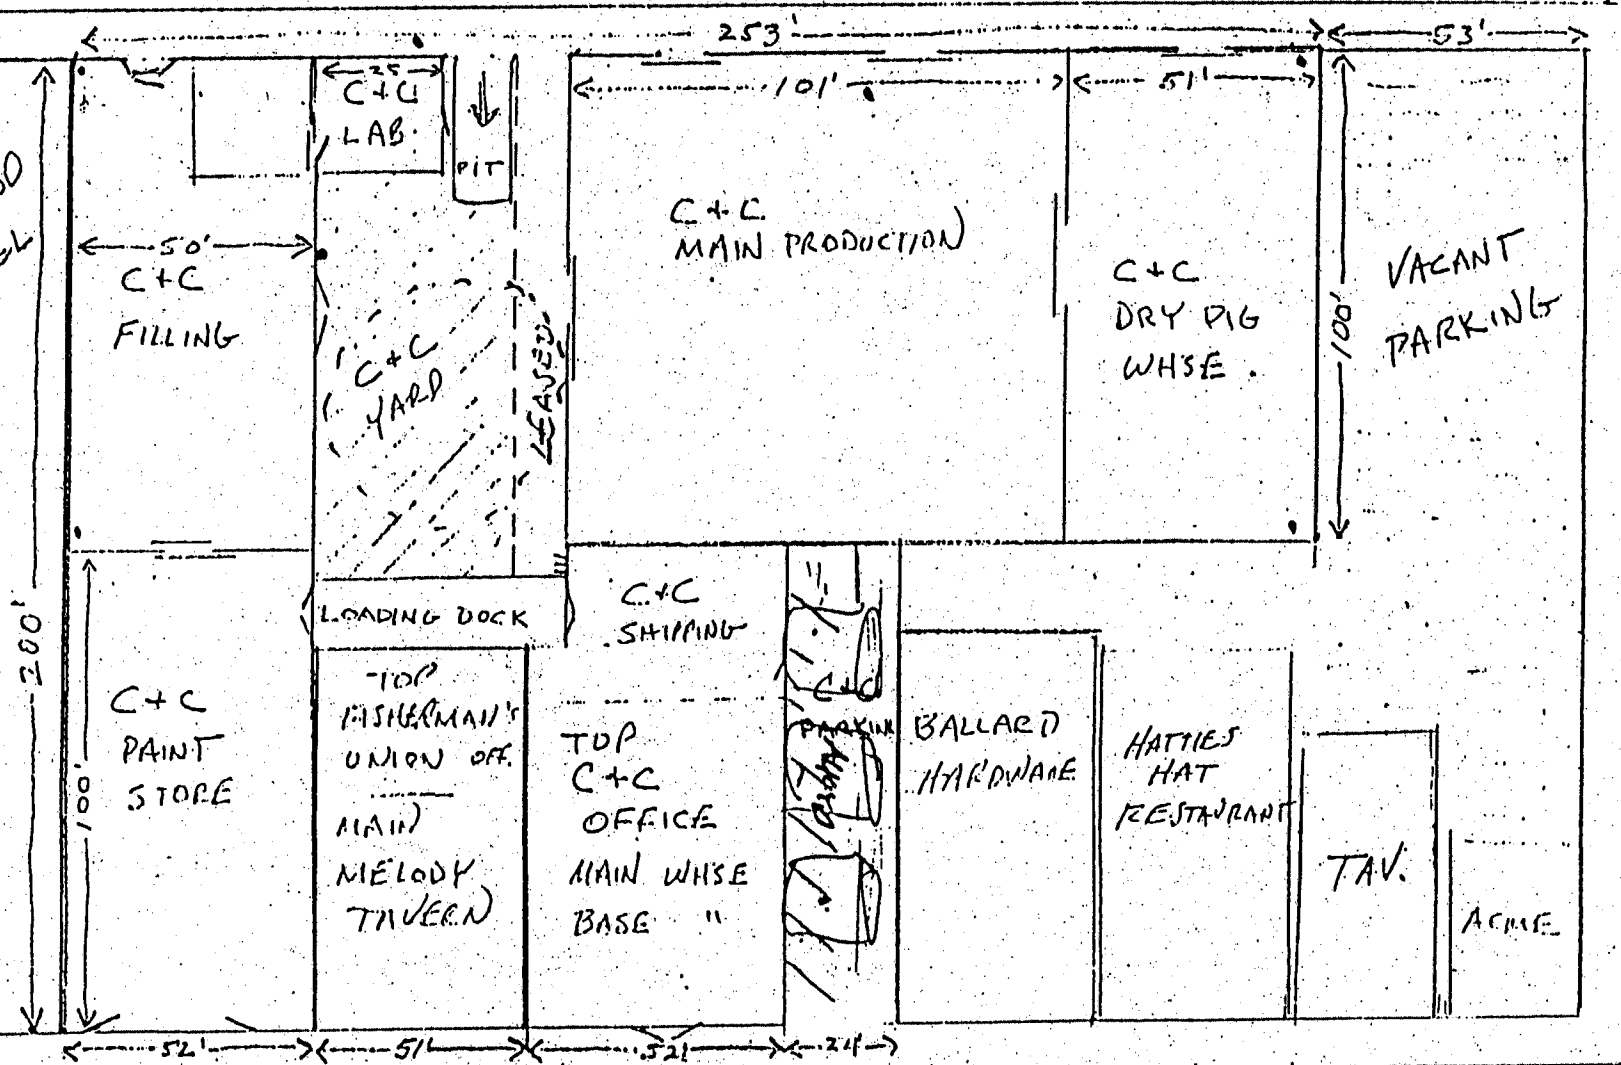 253'
53'
25
C+C
LAB.
PIT
101'
51'
50'
C+C
FILLING
C+C
YARD
LEASED
C+C
MAIN PRODUCTION
C+C
DRY PIG
WHSE.
100'
VACANT
PARKING
200'
LOADING DOCK
C+C
SHIPPING
100'
C+C
PAINT
STORE
TOP
FISHERMAN'S
UNION OFF.
MAIN
MELODY
TAVERN
TOP
C+C
OFFICE
MAIN WHSE
BASE "
C+C
PARKING
BALLARD
HARDWARE
HATTIES
HAT
RESTAURANT
TAV.
ACME
52'
51'
52'
24'